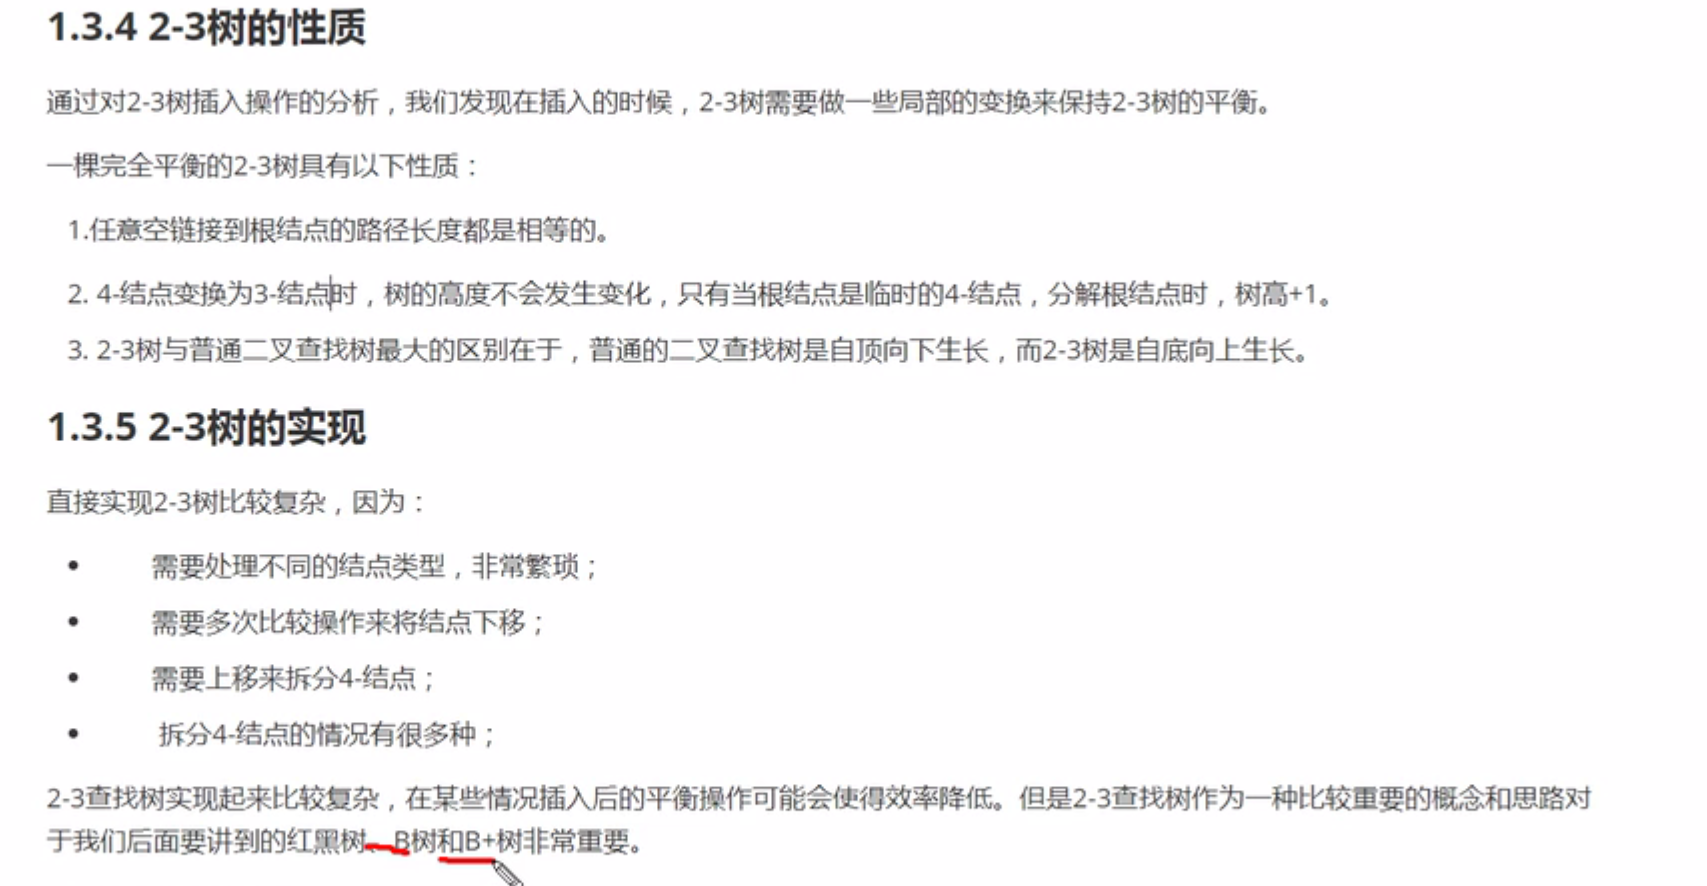 1.3.4 2-3树的性质
通过对2-3树插入操作的分析，我们发现在插入的时候，2-3树需要做一些局部的变换来保持2-3树的平衡。
一棵完全平衡的2-3树具有以下性质：
1.任意空链接到根结点的路径长度都是相等的。
2. 4-结点变换为3-结点时，树的高度不会发生变化，只有当根结点是临时的4-结点，分解根结点时，树高+1。
3. 2-3树与普通二叉查找树最大的区别在于，普通的二叉查找树是自顶向下生长，而2-3树是自底向上生长。
1.3.5 2-3树的实现
直接实现2-3树比较复杂，因为：
• 需要处理不同的结点类型，非常繁琐；
• 需要多次比较操作来将结点下移；
• 需要上移来拆分4-结点；
• 拆分4-结点的情况有很多种；
2-3查找树实现起来比较复杂，在某些情况插入后的平衡操作可能会使得效率降低。但是2-3查找树作为一种比较重要的概念和思路对
于我们后面要讲到的红黑树、B树和B+树非常重要。